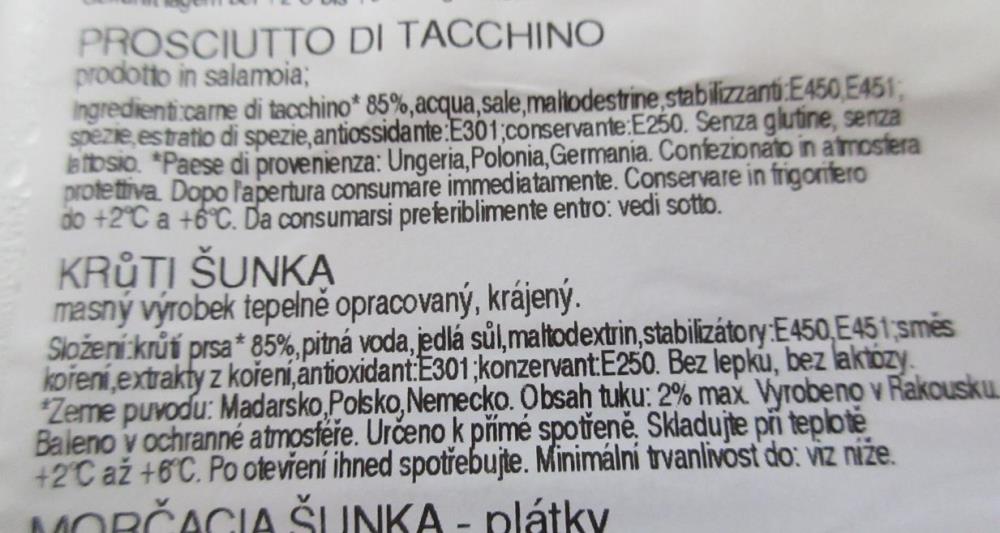 PROSCIUTTO DI TACCHINO
prodotto in salamoia;
Ingredienti:carne di tacchino* 85%,acqua,sale,maltodestrine,stabilizzanti:E450,E451;
spezie,estratto di spezie,antiossidante:E301;conservante:E250. Senza glutine, senza
lattosio. *Paese di provenienza: Ungeria,Polonia,Germania. Confezionato in atmosfera
protettiva. Dopo l'apertura consumare immediatamente. Conservare in frigorifero
do +2°C a +6°C. Da consumarsi preferiblimente entro: vedi sotto.
KRůTI ŠUNKA
masný výrobek tepelně opracovaný, krájený.
Složení:krůtí prsa* 85%,pitná voda,jedlá sůl,maltodextrin,stabilizátory:E450,E451;směs
koření,extrakty z koření,antioxidant:E301;konzervant:E250. Bez lepku, bez laktózy.
*Zeme puvodu: Madarsko,Polsko,Nemecko. Obsah tuku: 2% max. Vyrobeno v Rakousku.
Baleno v ochranné atmosféře. Určeno k přímé spotřeně. Skladujte při teplotě
+2°C až +6°C. Po otevření ihned spotřebujte. Minimální trvanlivost do: viz níže.
MORČACIA ŠUNKA - plátky